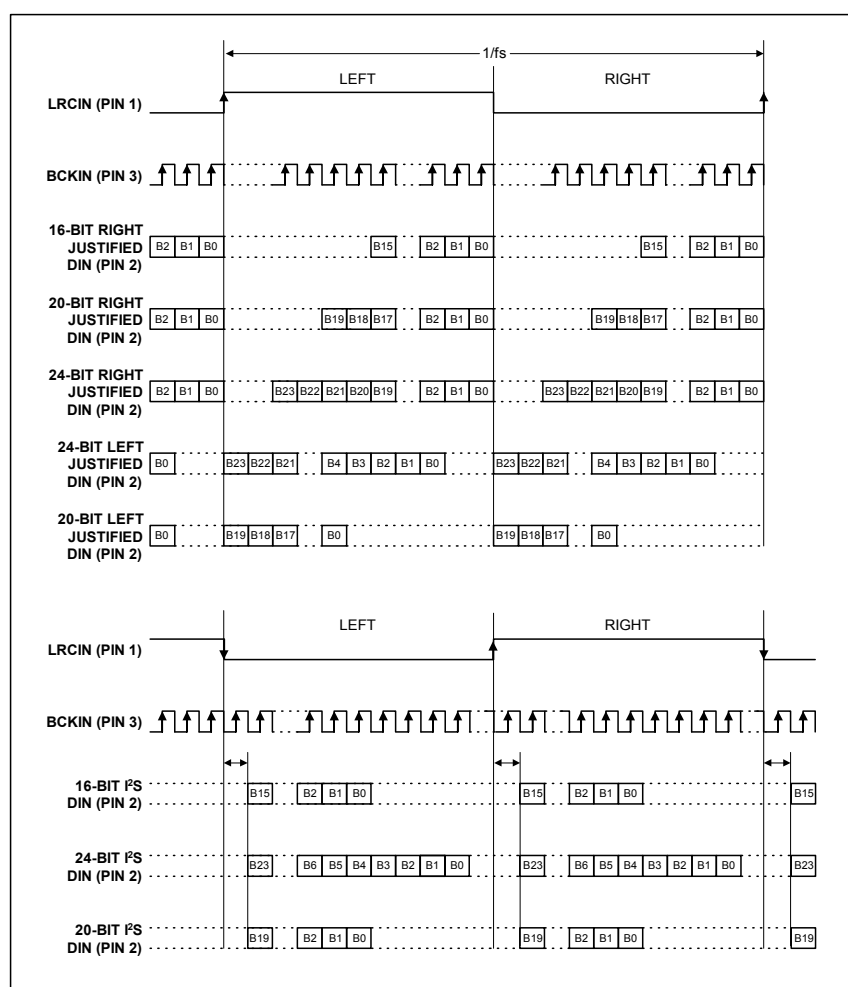 1/fs
LEFT RIGHT
LRCIN (PIN 1)
BCKIN (PIN 3)
16-BIT RIGHT
JUSTIFIED
DIN (PIN 2)
B2 B1 B0 B15 B2 B1 B0 B15 B2 B1 B0
20-BIT RIGHT
JUSTIFIED
DIN (PIN 2)
B2 B1 B0 B19 B18 B17 B2 B1 B0 B19 B18 B17 B2 B1 B0
24-BIT RIGHT
JUSTIFIED
DIN (PIN 2)
B2 B1 B0 B23 B22 B21 B20 B19 B2 B1 B0 B23 B22 B21 B20 B19 B2 B1 B0
24-BIT LEFT
JUSTIFIED
DIN (PIN 2)
B0 B23 B22 B21 B4 B3 B2 B1 B0 B23 B22 B21 B4 B3 B2 B1 B0
20-BIT LEFT
JUSTIFIED
DIN (PIN 2)
B0 B19 B18 B17 B0 B19 B18 B17 B0
LEFT RIGHT
LRCIN (PIN 1)
BCKIN (PIN 3)
16-BIT I²S
DIN (PIN 2)
B15 B2 B1 B0 B15 B2 B1 B0 B15
24-BIT I²S
DIN (PIN 2)
B23 B6 B5 B4 B3 B2 B1 B0 B23 B6 B5 B4 B3 B2 B1 B0 B23
20-BIT I²S
DIN (PIN 2)
B19 B2 B1 B0 B19 B2 B1 B0 B19